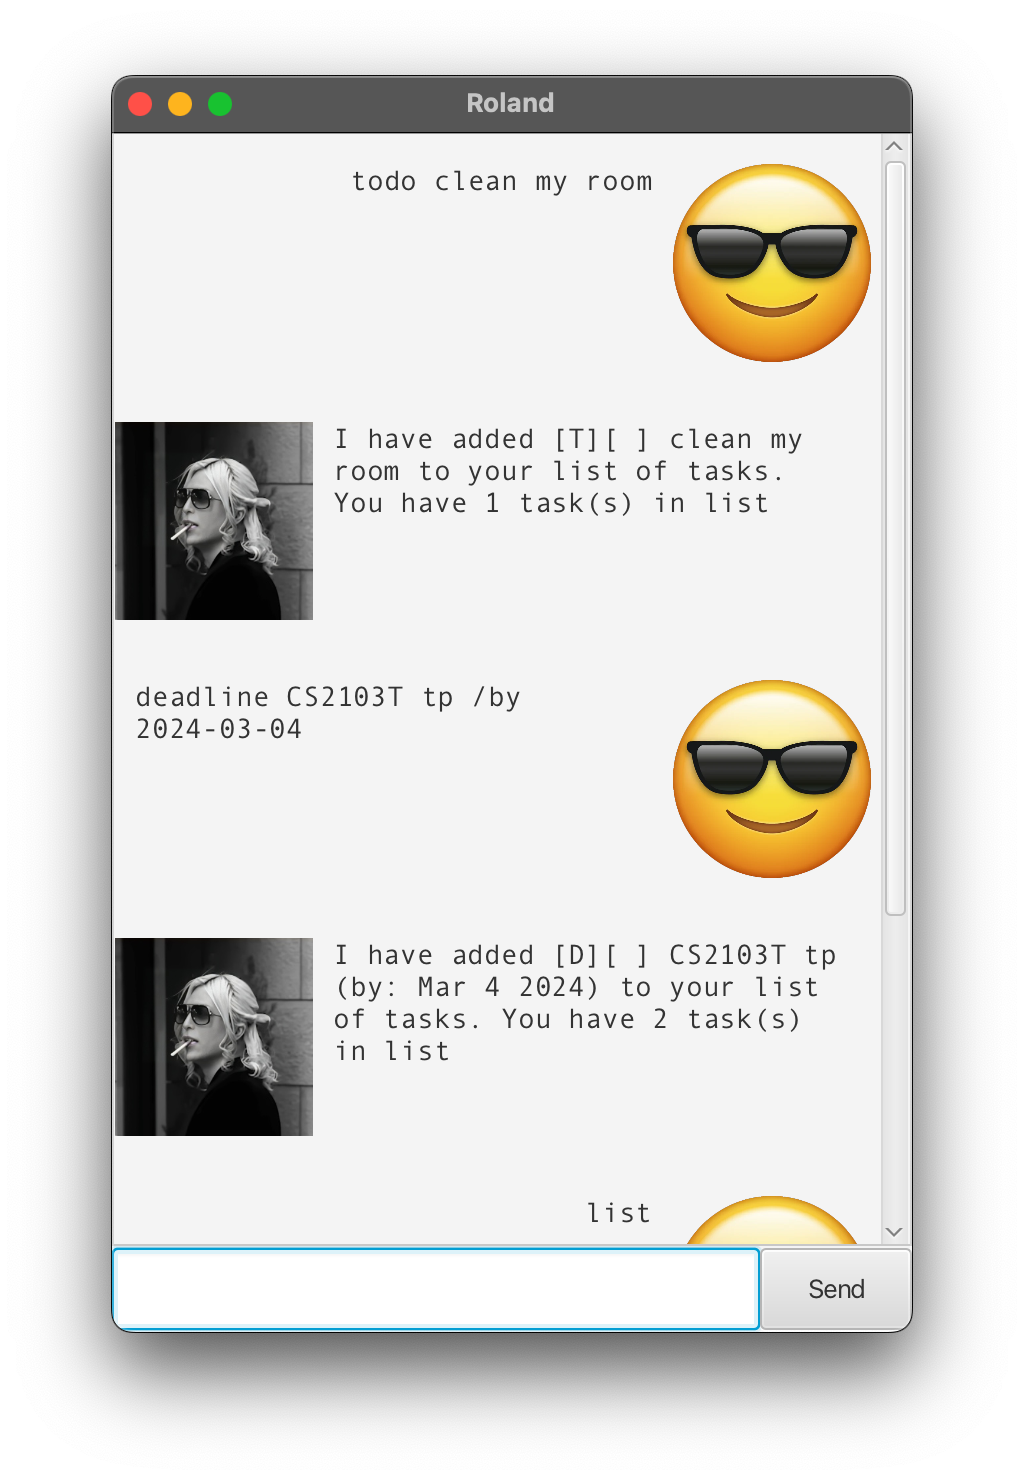 Roland
todo clean my room
I have added [T][ ] clean my
room to your list of tasks.
You have 1 task(s) in list
deadline CS2103T tp /by
2024-03-04
I have added [D][ ] CS2103T tp
(by: Mar 4 2024) to your list
of tasks. You have 2 task(s)
in list
list
Send